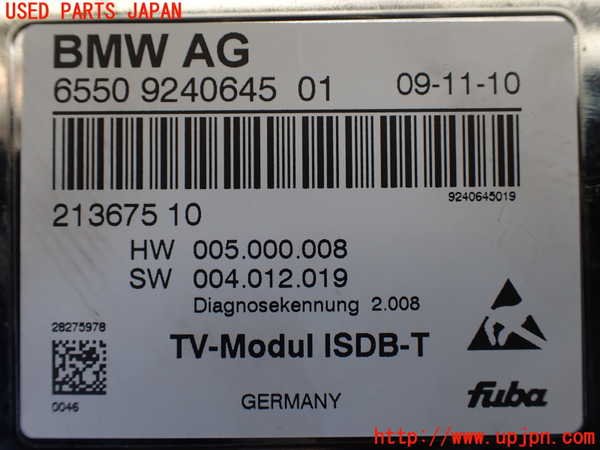 USED PARTS JAPAN
BMW AG
6550 9240645 01 09-11-10
9240645019
213675 10
HW 005.000.008
SW 004.012.019
Diagnosekennung 2.008
28275978
TV-Modul ISDB-T
0046
GERMANY
fuba
http://www.upjpn.com/